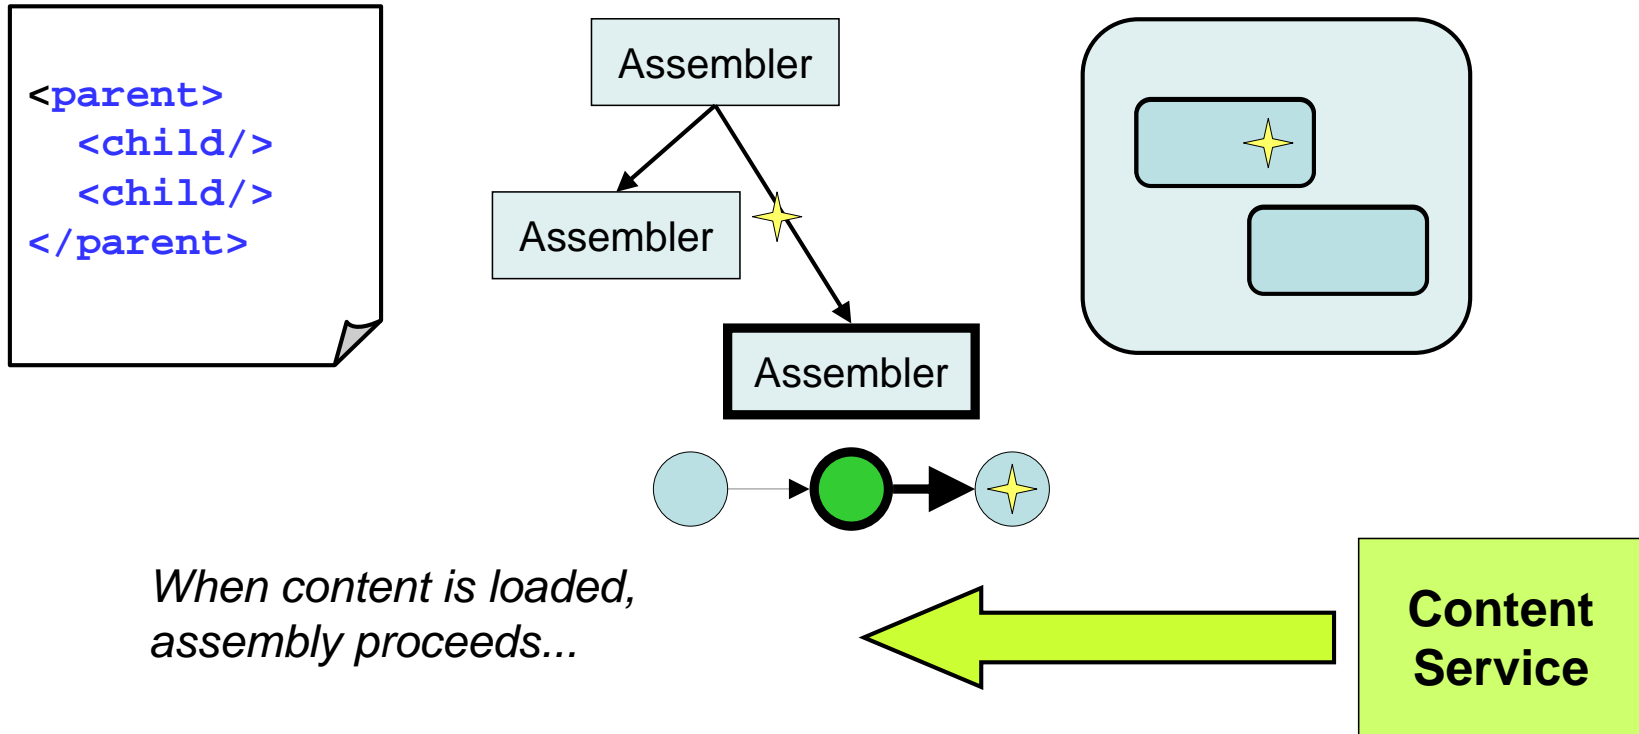 <parent>
  <child/>
  <child/>
</parent>
Assembler
Assembler
Assembler
When content is loaded,
assembly proceeds...
Content
Service